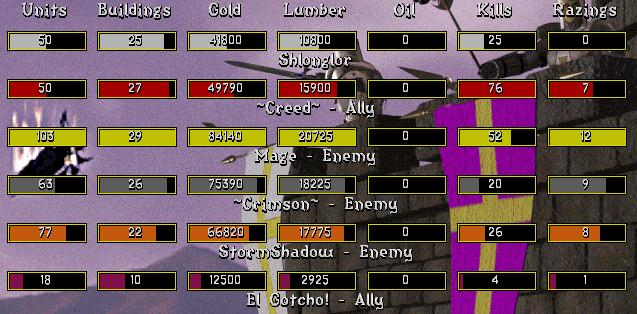 Units Buildings Gold Lumber Oil Kills Razings
50 25 41800 10800 0 25 0
Shlonglor
50 27 49790 15900 0 76 7
~Creed~ - Ally
103 29 84140 20725 0 52 12
Mage - Enemy
63 26 75390 18225 0 20 9
~Crimson~ - Enemy
77 22 66820 17775 0 26 8
StormShadow - Enemy
18 10 12500 2925 0 4 1
El Gotcho! - Ally